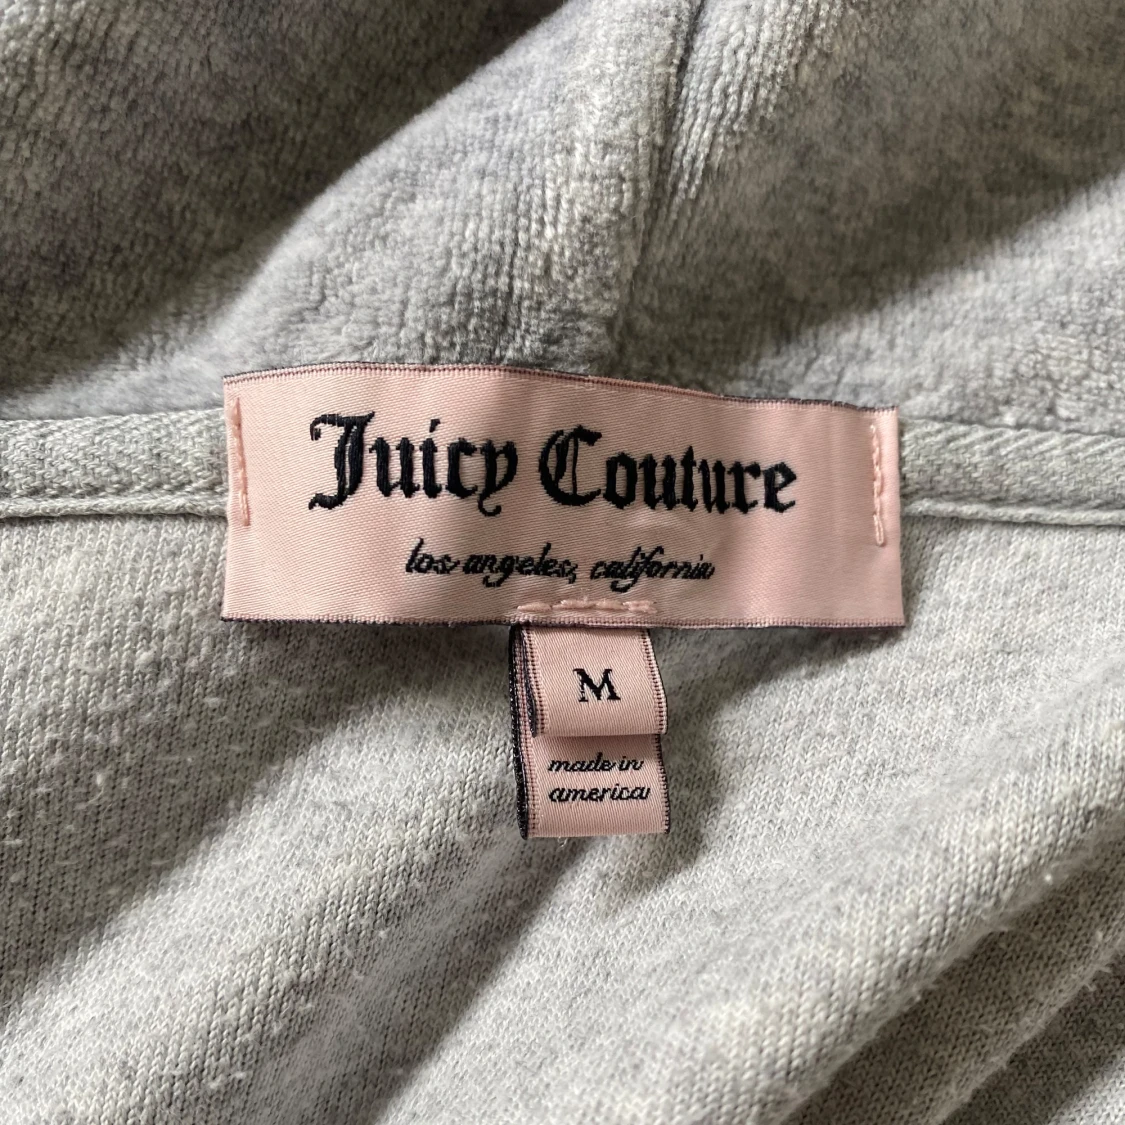 Juicy Couture
los angeles, california
M
made in
america